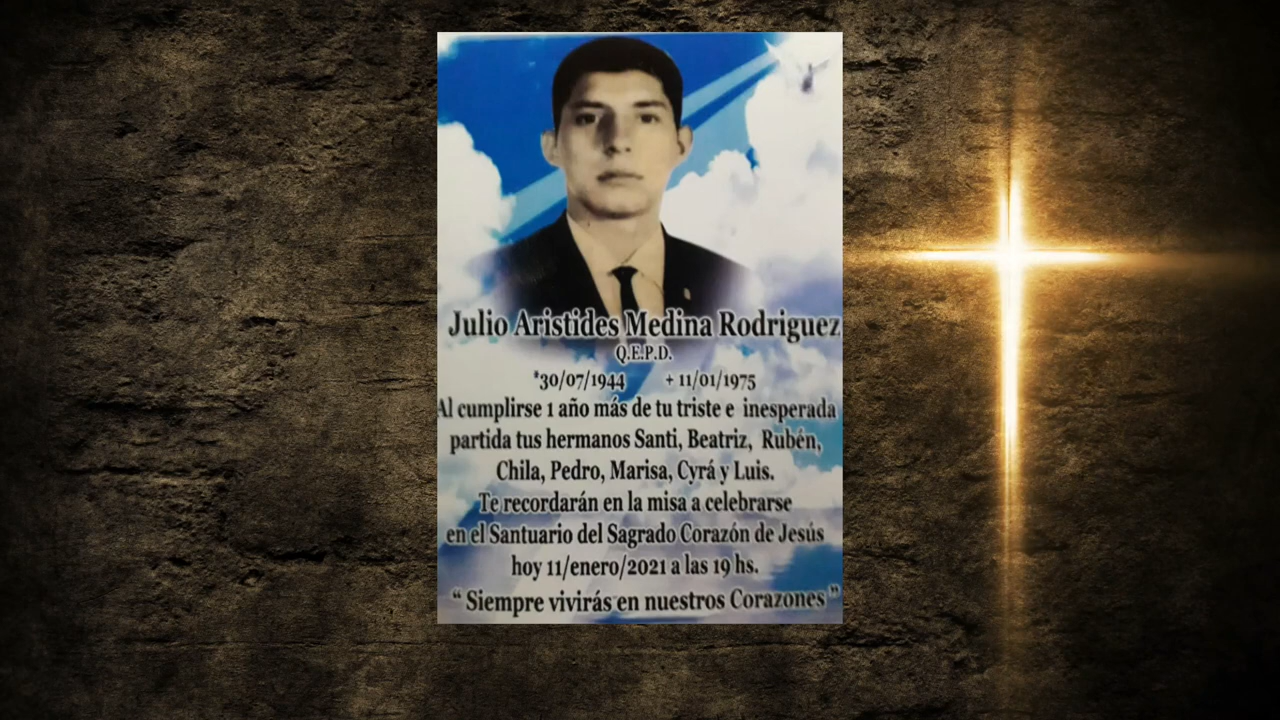 Julio Aristides Medina Rodriguez
Q.E.P.D.
*30/07/1944 + 11/01/1975
Al cumplirse 1 año más de tu triste e inesperada
partida tus hermanos Santi, Beatriz, Rubén,
Chila, Pedro, Marisa, Cyrá y Luis.
Te recordarán en la misa a celebrarse
en el Santuario del Sagrado Corazón de Jesús
hoy 11/enero/2021 a las 19 hs.
“ Siempre vivirás en nuestros Corazones ”